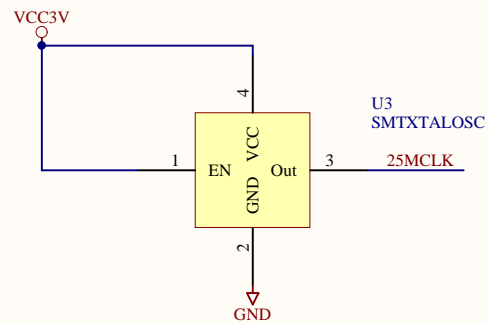 VCC3V
4
U3
SMTXTALOSC
1
EN
VCC
GND
Out
3
25MCLK
2
GND